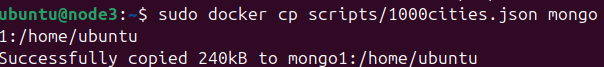 ubuntu@node3:~$ sudo docker cp scripts/1000cities.json mongo
1:/home/ubuntu
Successfully copied 240kB to mongo1:/home/ubuntu